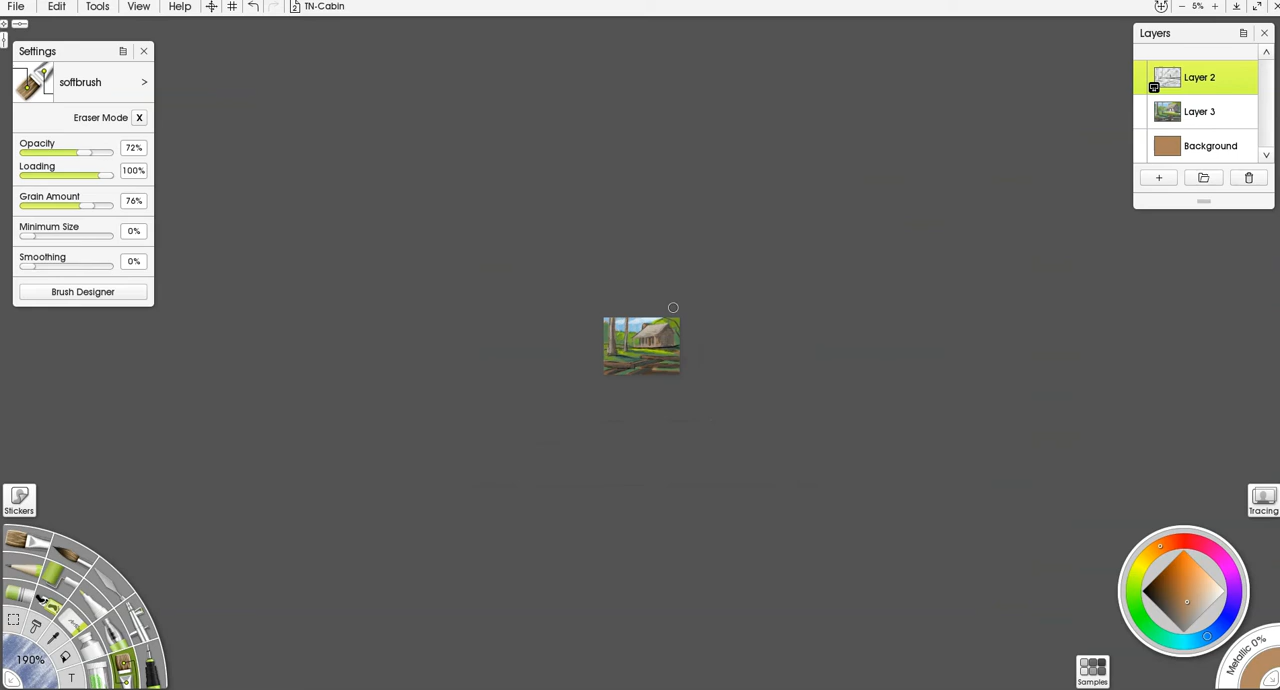 File Edit Tools View Help TN-Cabin 5%
Settings
softbrush >
Eraser Mode X
Opacity 72%
Loading 100%
Grain Amount 76%
Minimum Size 0%
Smoothing 0%
Brush Designer
Layers
Layer 2
Layer 3
Background
Stickers
Tracing
190%
T
Samples
Metallic 0%